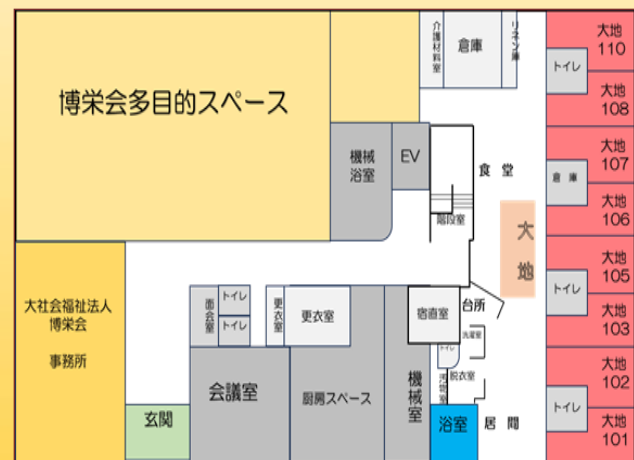 介護材料室
倉庫
リネン庫
大地
110
トイレ
大地
108
博栄会多目的スペース
機械
浴室
EV
食堂
階段室
大地
107
倉庫
大地
106
大地
大地
105
トイレ
大地
103
大社会福祉法人
博栄会
事務所
面会室
トイレ
トイレ
更衣室
更衣室
宿直室
台所
洗濯室
トイレ
汚物室
脱衣室
大地
102
トイレ
大地
101
玄関
会議室
厨房スペース
機械室
浴室
居間